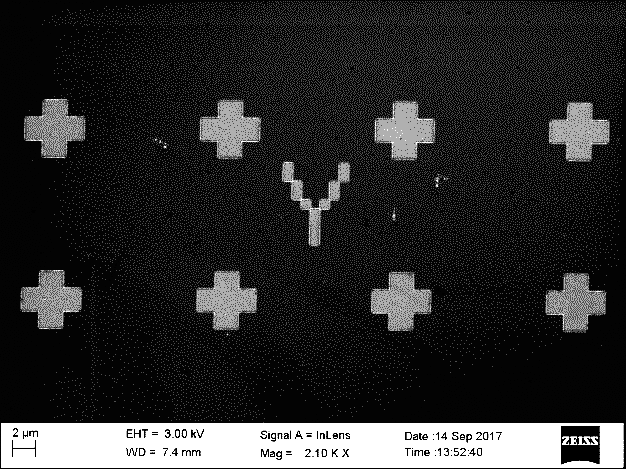 Y
2 µm
EHT = 3.00 kV Signal A = InLens Date :14 Sep 2017
WD = 7.4 mm Mag = 2.10 K X Time :13:52:40
ZEISS